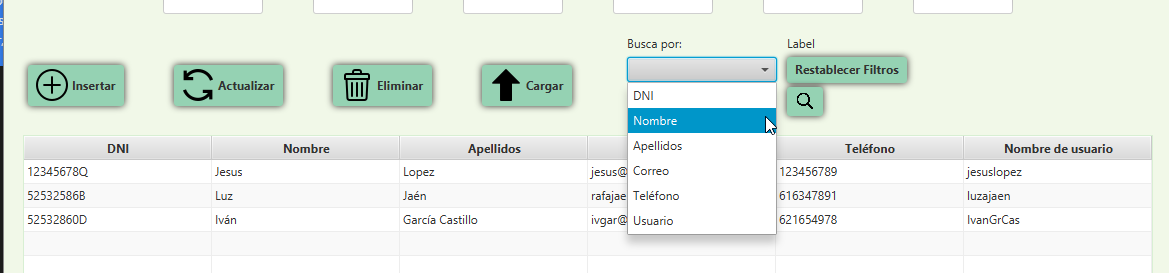 Busca por:
Label
Insertar
Actualizar
Eliminar
Cargar
Restablecer Filtros
DNI
Nombre
Apellidos
Correo
Teléfono
Usuario
DNI Nombre Apellidos Teléfono Nombre de usuario
12345678Q Jesus Lopez jesus@ 123456789 jesuslopez
52532586B Luz Jaén rafajae 616347891 luzajaen
52532860D Iván García Castillo ivgar@ 621654978 IvanGrCas